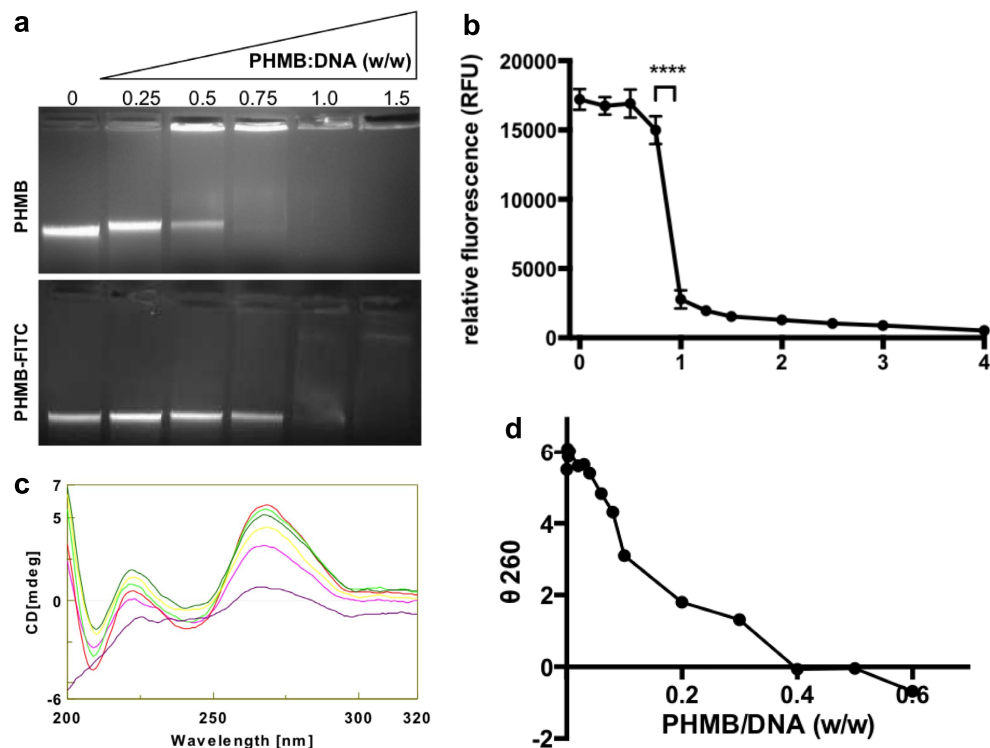 a
PHMB:DNA (w/w)
0 0.25 0.5 0.75 1.0 1.5
PHMB
PHMB-FITC
b
relative fluorescence (RFU)
20000
15000
10000
5000
0
****
0 1 2 3 4
c
CD[mdeg]
7
5
0
-6
200 250 300 320
Wavelength [nm]
d
θ260
6
4
2
0
-2
0.2 0.4 0.6
PHMB/DNA (w/w)